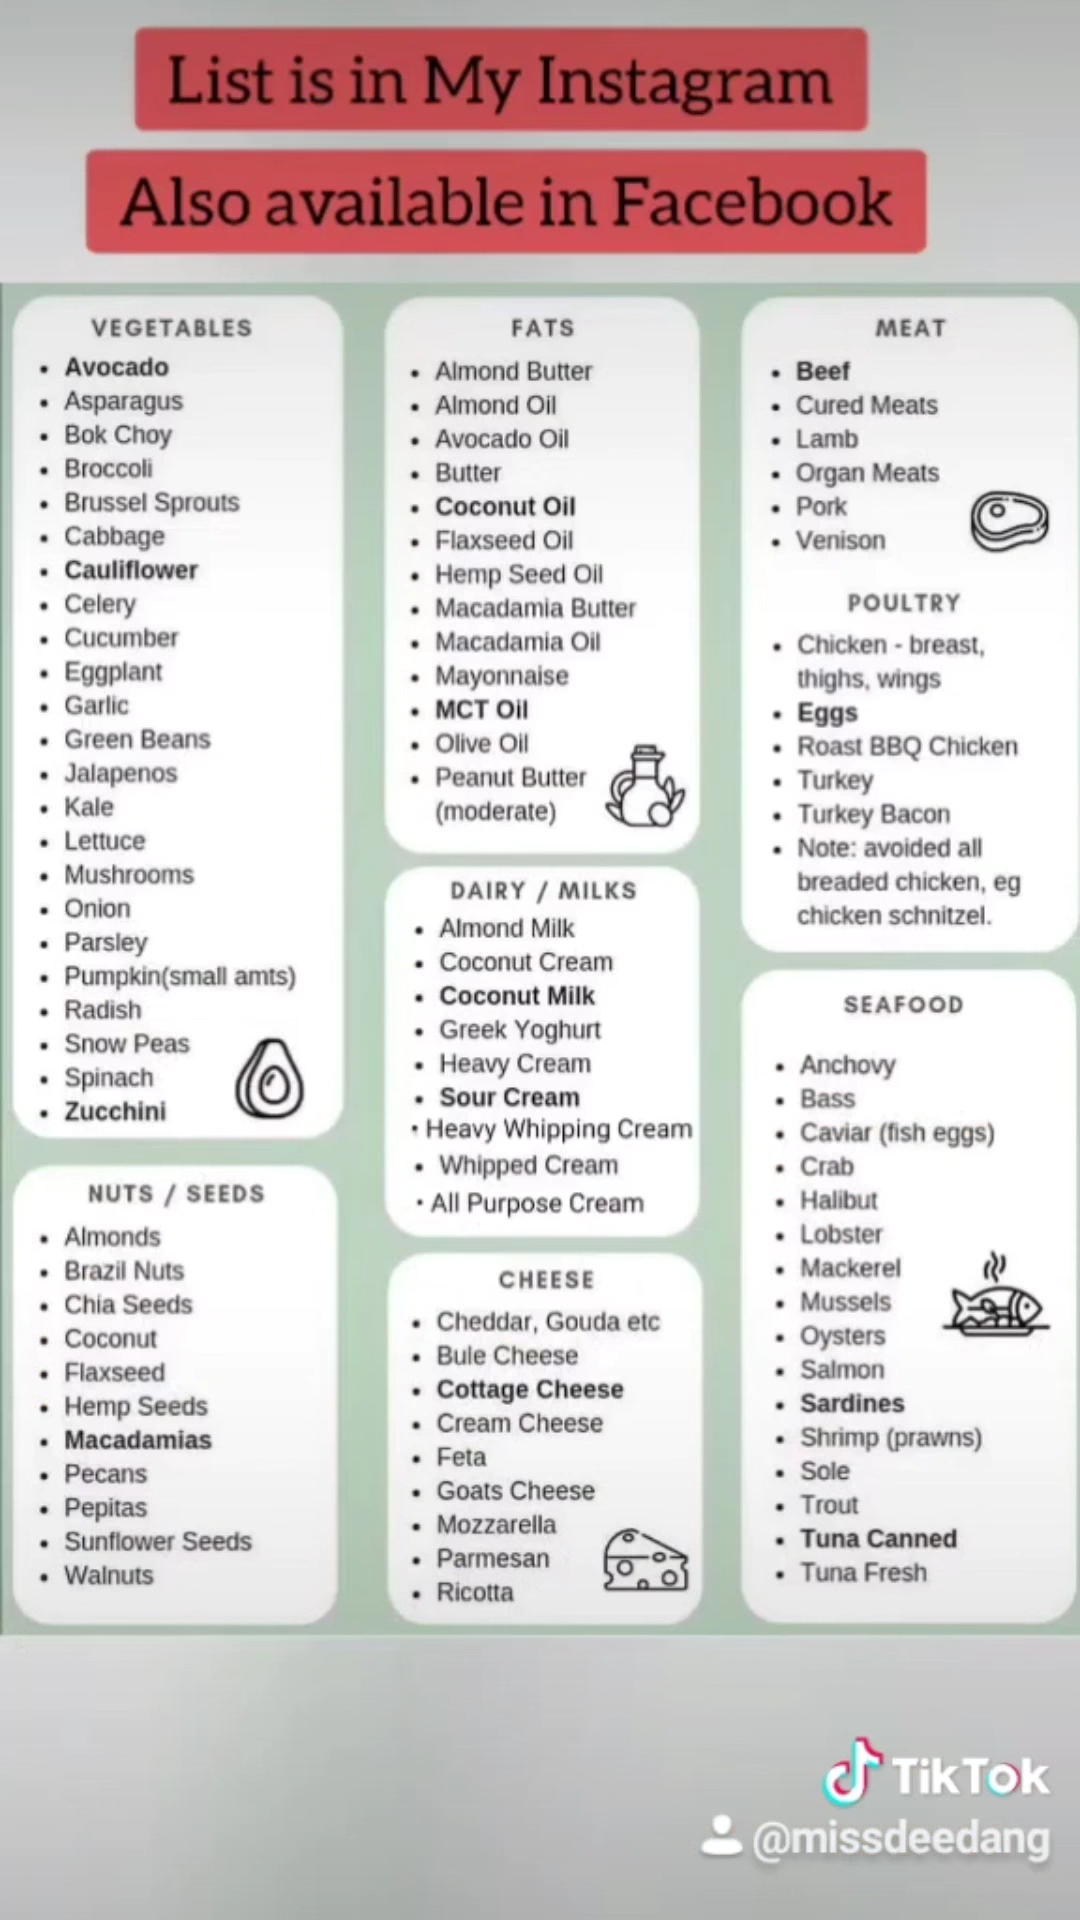 List is in My Instagram
Also available in Facebook
VEGETABLES
• Avocado
• Asparagus
• Bok Choy
• Broccoli
• Brussel Sprouts
• Cabbage
• Cauliflower
• Celery
• Cucumber
• Eggplant
• Garlic
• Green Beans
• Jalapenos
• Kale
• Lettuce
• Mushrooms
• Onion
• Parsley
• Pumpkin(small amts)
• Radish
• Snow Peas
• Spinach
• Zucchini
NUTS / SEEDS
• Almonds
• Brazil Nuts
• Chia Seeds
• Coconut
• Flaxseed
• Hemp Seeds
• Macadamias
• Pecans
• Pepitas
• Sunflower Seeds
• Walnuts
FATS
• Almond Butter
• Almond Oil
• Avocado Oil
• Butter
• Coconut Oil
• Flaxseed Oil
• Hemp Seed Oil
• Macadamia Butter
• Macadamia Oil
• Mayonnaise
• MCT Oil
• Olive Oil
• Peanut Butter
(moderate)
DAIRY / MILKS
• Almond Milk
• Coconut Cream
• Coconut Milk
• Greek Yoghurt
• Heavy Cream
• Sour Cream
• Heavy Whipping Cream
• Whipped Cream
• All Purpose Cream
CHEESE
• Cheddar, Gouda etc
• Bule Cheese
• Cottage Cheese
• Cream Cheese
• Feta
• Goats Cheese
• Mozzarella
• Parmesan
• Ricotta
MEAT
• Beef
• Cured Meats
• Lamb
• Organ Meats
• Pork
• Venison
POULTRY
• Chicken - breast,
thighs, wings
• Eggs
• Roast BBQ Chicken
• Turkey
• Turkey Bacon
• Note: avoided all
breaded chicken, eg
chicken schnitzel.
SEAFOOD
• Anchovy
• Bass
• Caviar (fish eggs)
• Crab
• Halibut
• Lobster
• Mackerel
• Mussels
• Oysters
• Salmon
• Sardines
• Shrimp (prawns)
• Sole
• Trout
• Tuna Canned
• Tuna Fresh
TikTok
@missdeedang